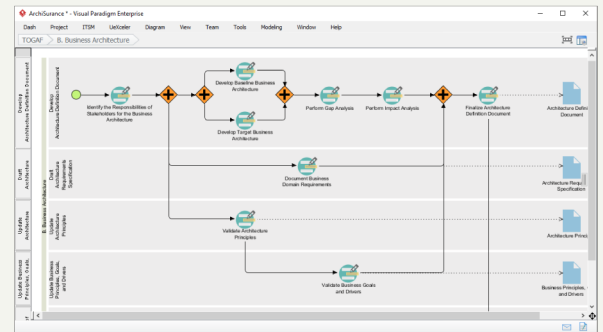 ArchiSurance * - Visual Paradigm Enterprise
Dash Project ITSM UeXceler Diagram View Team Tools Modeling Window Help
TOGAF B. Business Architecture
Develop
Architecture Definition Document
B. Business Architecture
Develop
Architecture Definition Document
Identify the Responsibilities of
Stakeholders for the Business
Architecture
Develop Baseline Business
Architecture
Develop Target Business
Architecture
Perform Gap Analysis
Perform Impact Analysis
Finalize Architecture
Definition Document
Architecture Defin
Document
Draft
Architecture
Draft
Architecture
Requirements
Specification
Document Business
Domain Requirements
Architecture Requi
Specification
Update
Architecture
Update
Architecture
Principles
Validate Architecture
Principles
Architecture Princi
Update Business
Principles, Goals,
Update Business
Principles, Goals,
and Drivers
Validate Business Goals
and Drivers
Business Principles,
and Drivers